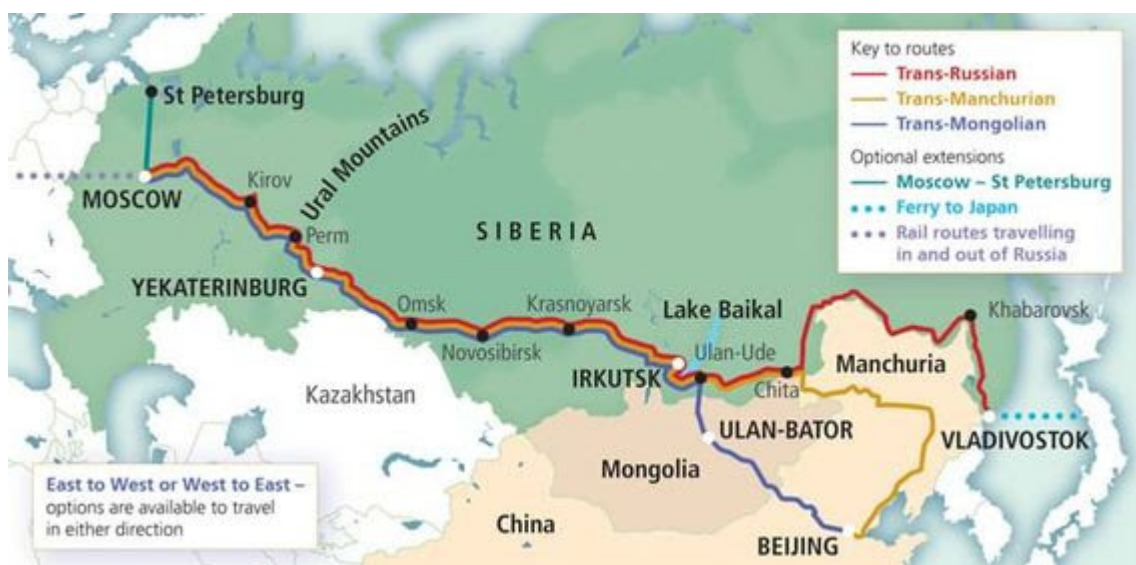 Key to routes
Trans-Russian
Trans-Manchurian
Trans-Mongolian
Optional extensions
Moscow – St Petersburg
Ferry to Japan
Rail routes travelling
in and out of Russia
St Petersburg
Ural Mountains
MOSCOW
Kirov
Perm
SIBERIA
YEKATERINBURG
Omsk
Krasnoyarsk
Lake Baikal
Khabarovsk
Novosibirsk
Ulan-Ude
IRKUTSK
Chita
Manchuria
Kazakhstan
ULAN-BATOR
VLADIVOSTOK
Mongolia
East to West or West to East –
options are available to travel
in either direction
China
BEIJING